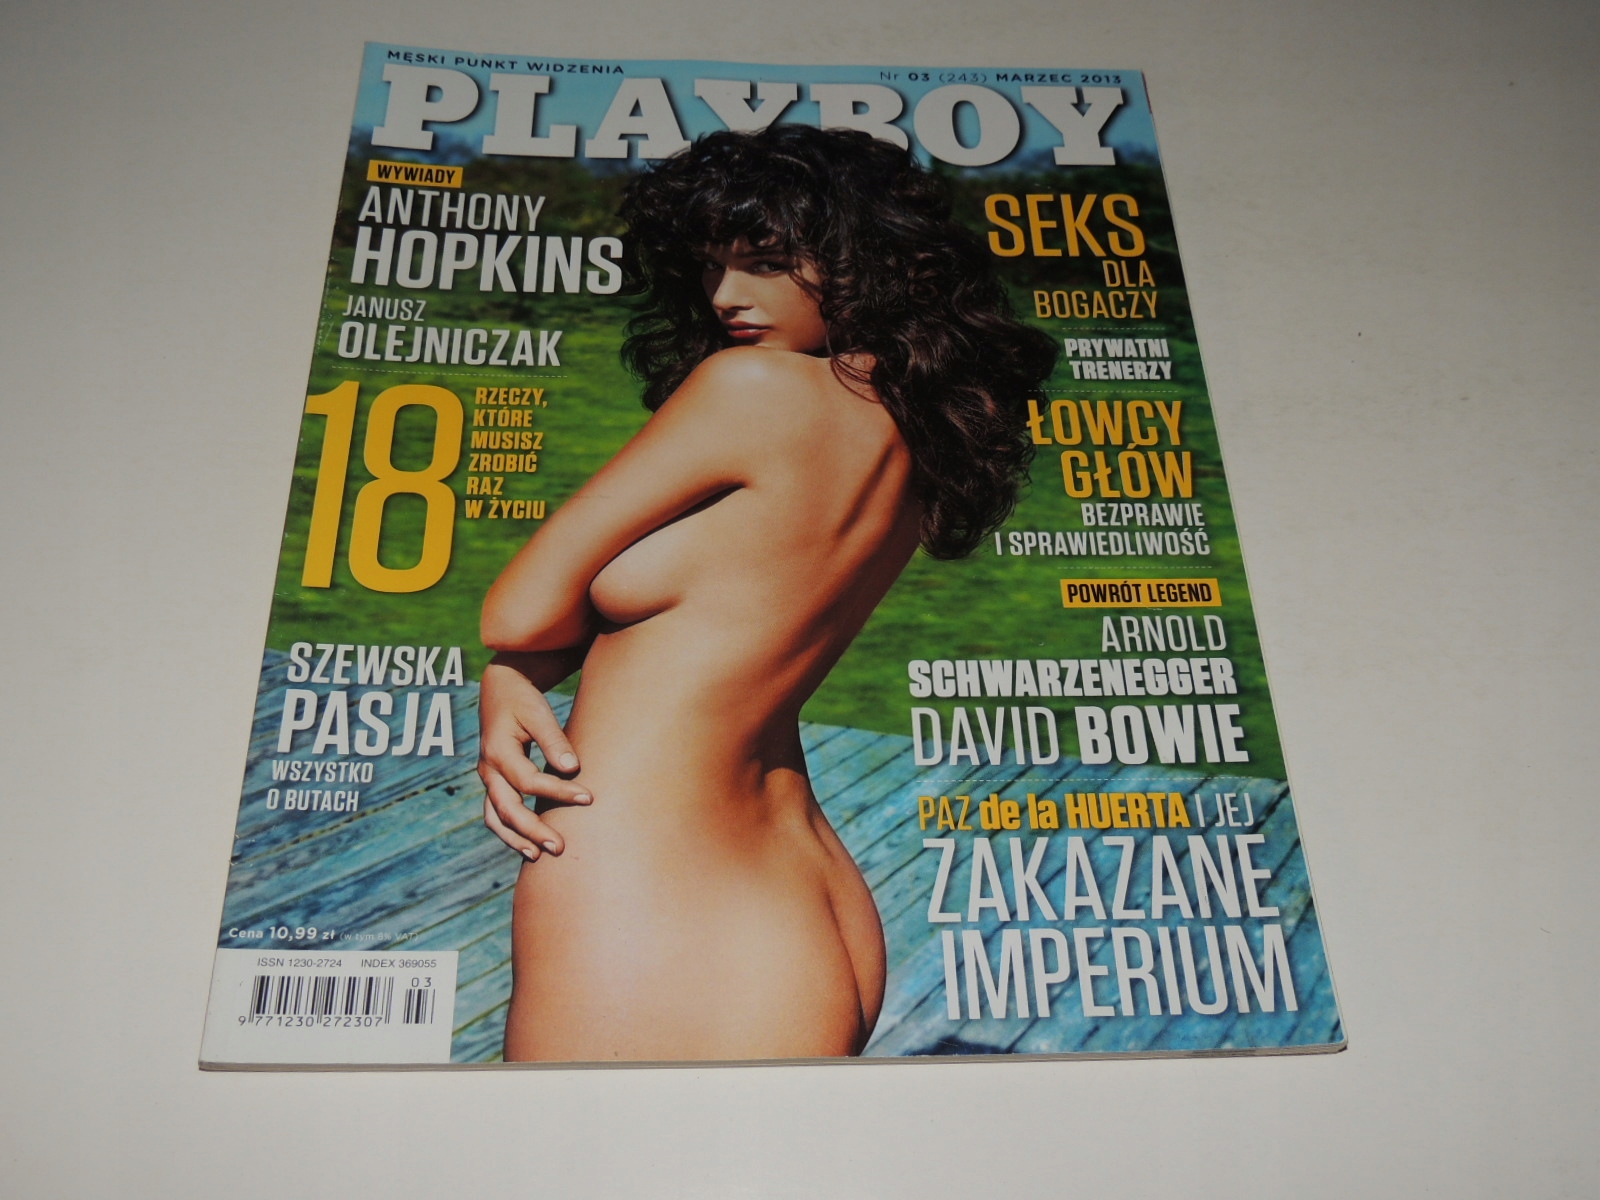 MĘSKI PUNKT WIDZENIA
Nr 03 (243) MARZEC 2013
PLAYBOY
WYWIADY
ANTHONY
HOPKINS
JANUSZ
OLEJNICZAK
18
RZECZY,
KTÓRE
MUSISZ
ZROBIĆ
RAZ
W ŻYCIU
SZEWSKA
PASJA
WSZYSTKO
O BUTACH
SEKS
DLA
BOGACZY
PRYWATNI
TRENERZY
ŁOWCY
GŁÓW
BEZPRAWIE
I SPRAWIEDLIWOŚĆ
POWRÓT LEGEND
ARNOLD
SCHWARZENEGGER
DAVID BOWIE
PAZ de la HUERTA I JEJ
ZAKAZANE
IMPERIUM
Cena 10,99 zł (w tym 8% VAT)
ISSN 1230-2724 INDEX 369055
03
9 771230 272307